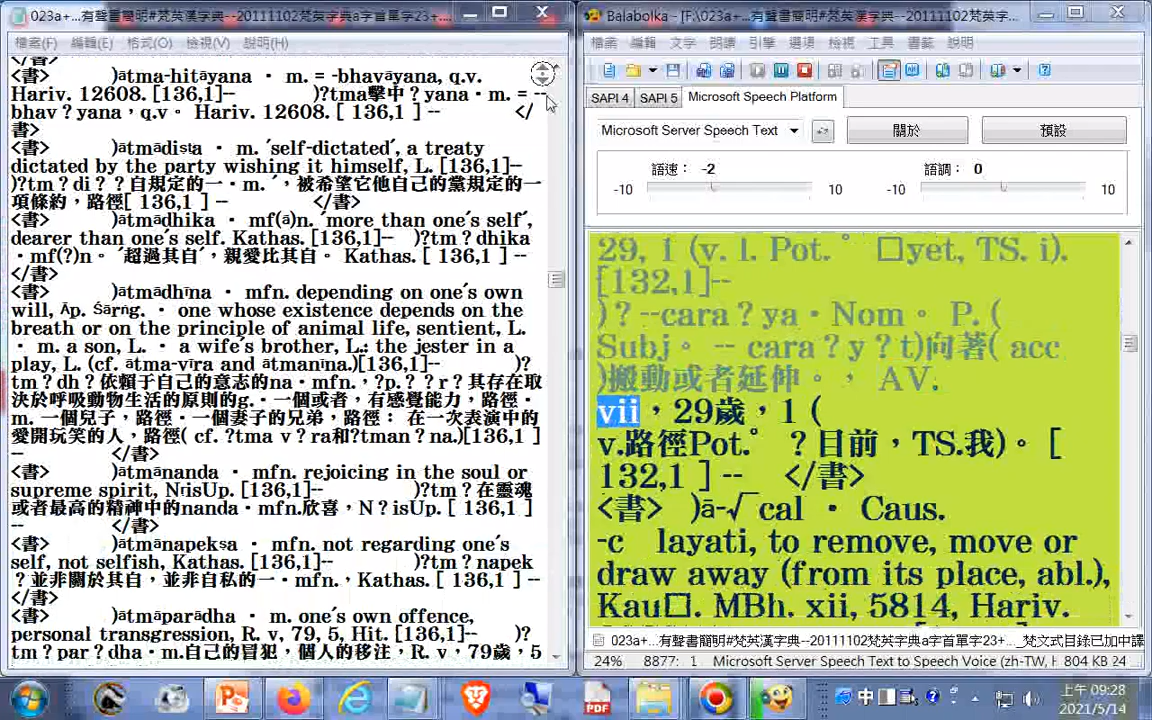 023a+...有聲書簡明#梵英漢字典--20111102梵英字典a字首單字23+...
檔案(F) 編輯(E) 格式(O) 檢視(V) 說明(H)
</書>
<書> )ātma-hitāyana · m. = -bhavāyana, q.v.
Hariv. 12608. [136,1]-- )?tma擊中？yana·m. = --
bhav？yana，q.v。 Hariv. 12608. [ 136,1 ] -- </
書>
<書> )ātmādiṣṭa · m. 'self-dictated', a treaty
dictated by the party wishing it himself, L. [136,1]--
)?tm？di？？自規定的一·m. '，被希望它他自己的黨規定的一
項條約，路徑[ 136,1 ] -- </書>
<書> )ātmādhika · mf(ā)n. 'more than one's self',
dearer than one's self. Kathas. [136,1]-- )?tm？dhika
·mf(?)n。 '超過其自'，親愛比其自。 Kathas. [ 136,1 ] --
</書>
<書> )ātmādhīna · mfn. depending on one's own
will, Āp. Śārṅg. · one whose existence depends on the
breath or on the principle of animal life, sentient, L.
· m. a son, L. · a wife's brother, L.: the jester in a
play, L. (cf. ātma-vīra and ātmanīna.)[136,1]-- )?
tm？dh？依賴于自己的意志的na·mfn.，?p.？？r？其存在取
決於呼吸動物生活的原則的g.·一個或者，有感覺能力，路徑·
m. 一個兒子，路徑·一個妻子的兄弟，路徑： 在一次表演中的
愛開玩笑的人，路徑( cf. ?tma v？ra和?tman？na.)[136,1 ]
-- </書>
<書> )ātmānanda · mfn. rejoicing in the soul or
supreme spirit, NṛisUp. [136,1]-- )?tm？在靈魂
或者最高的精神中的nanda·mfn.欣喜，N？isUp. [ 136,1 ]
-- </書>
<書> )ātmānapekṣa · mfn. not regarding one's
self, not selfish, Kathas. [136,1]-- )?tm？napek
？並非關於其自，並非自私的一·mfn.，Kathas. [ 136,1 ] --
</書>
<書> )ātmāparādha · m. one's own offence,
personal transgression, R. v, 79, 5, Hit. [136,1]-- )?
tm？par？dha·m.自己的冒犯，個人的移注，R. v，79歲，5
Balabolka - [F:\023a+...有聲書簡明#梵英漢字典--20111102梵英字...
檔案 編輯 文字 朗讀 引擎 選項 檢視 工具 書籤 說明
SAPI 4 SAPI 5 Microsoft Speech Platform
Microsoft Server Speech Text 關於 預設
語速： -2 語調： 0
-10 10 -10 10
29, 1 (v. l. Pot. ° □yet, TS. i).
[132,1]--
)？--cara？ya·Nom。 P. (
Subj。 -- cara？y？t)向著( acc
)搬動或者延伸。， AV.
vii，29歲，1 (
v.路徑Pot.° ？目前，TS.我)。 [
132,1 ] -- </書>
<書> )ā-√cal · Caus.
-c layati, to remove, move or
draw away (from its place, abl.),
Kau□. MBh. xii, 5814, Hariv.
023a+...有聲書簡明#梵英漢字典--20111102梵英字典a字首單字23+..._梵文式目錄已加中譯
24% 8877: 1 Microsoft Server Speech Text to Speech Voice (zh-TW, H 804 KB 24
中
上午 09:28
2021/5/14